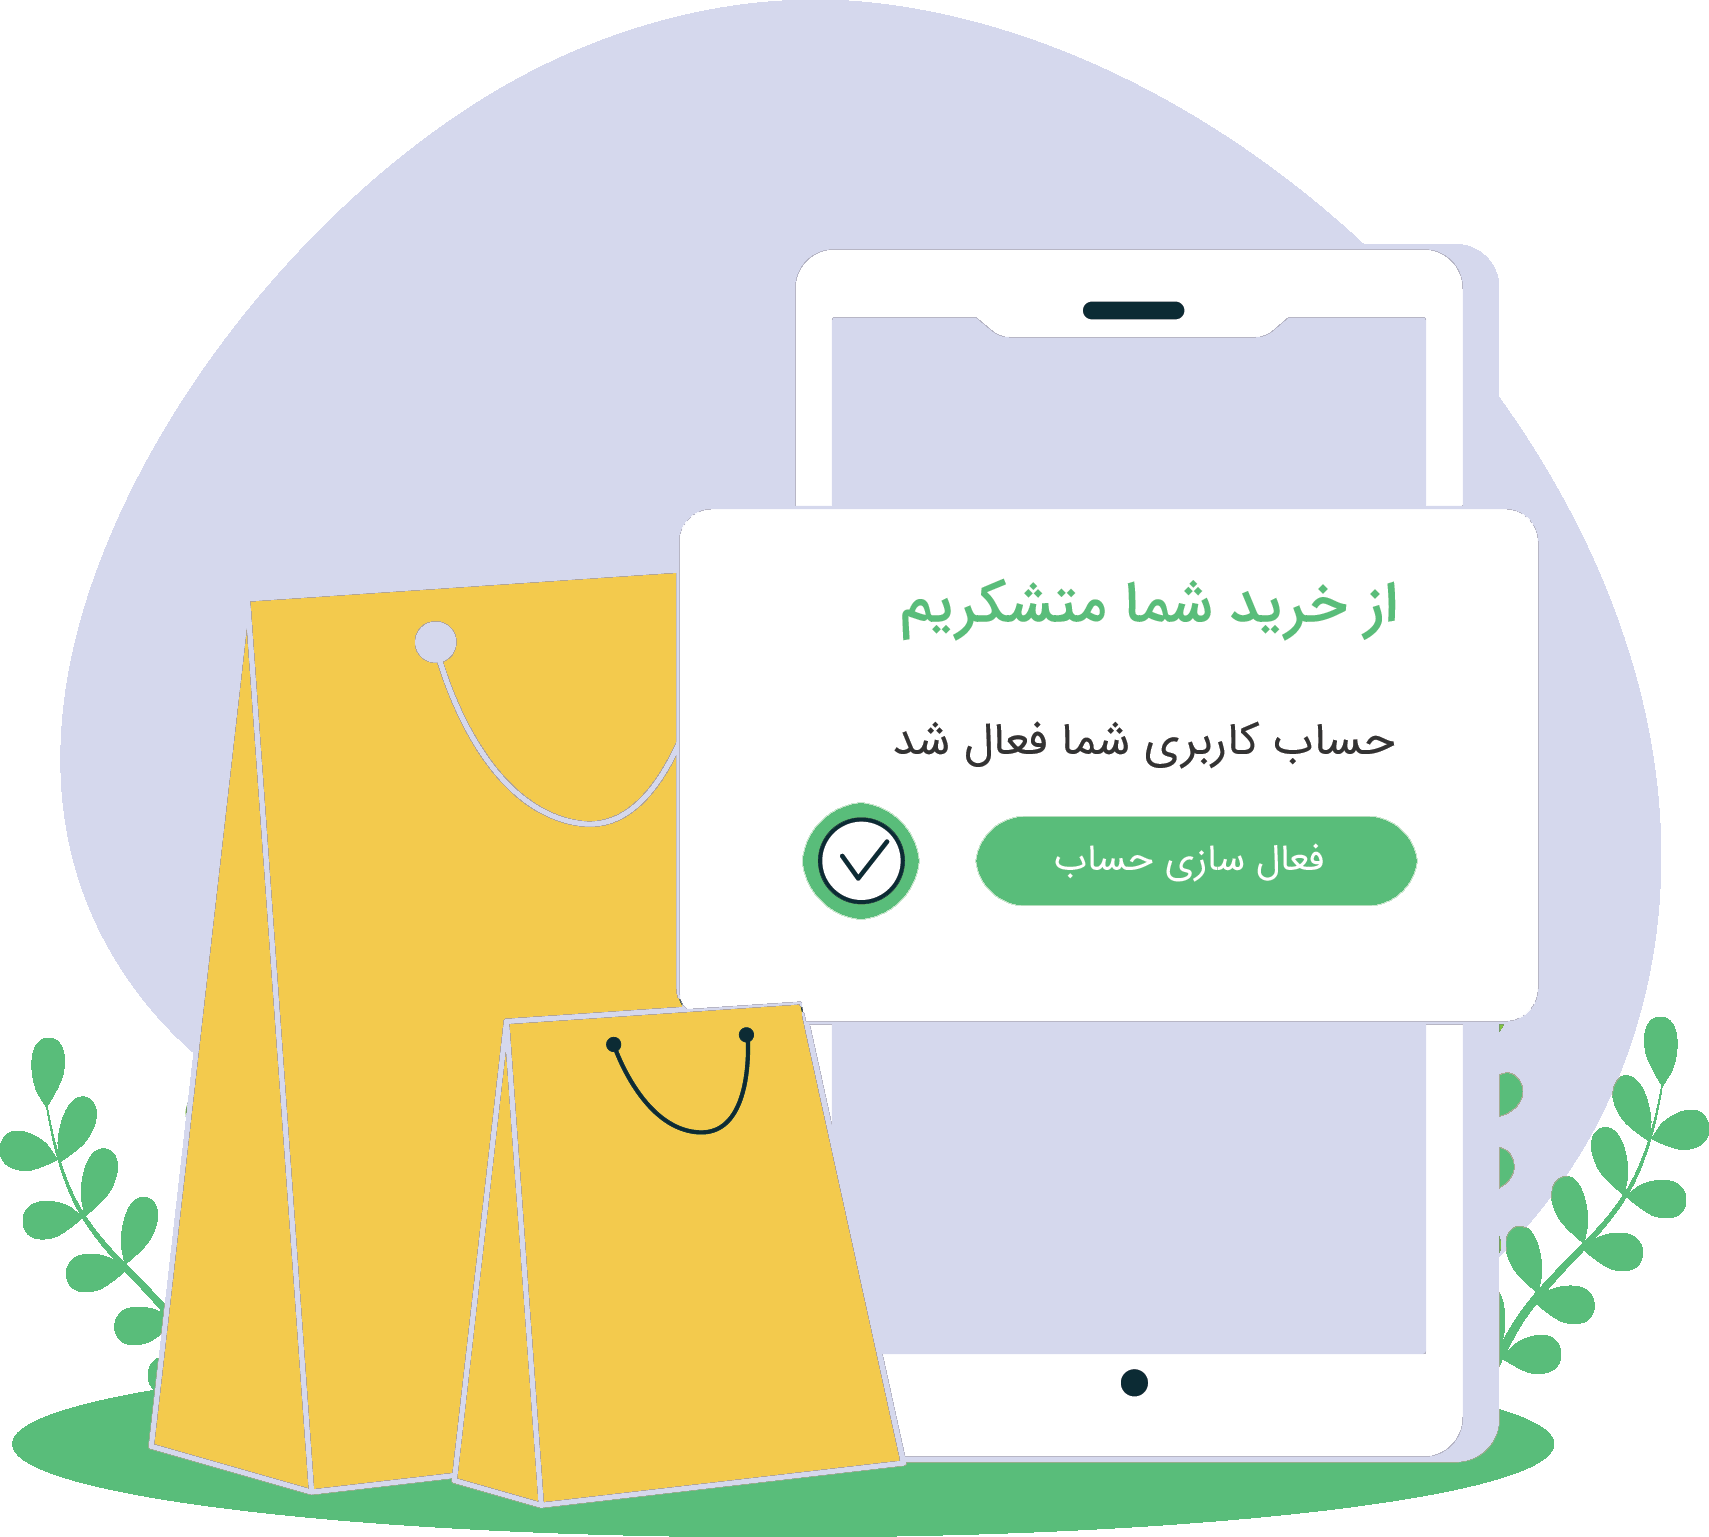 از خرید شما متشکریم
حساب کاربری شما فعال شد
فعال سازی حساب